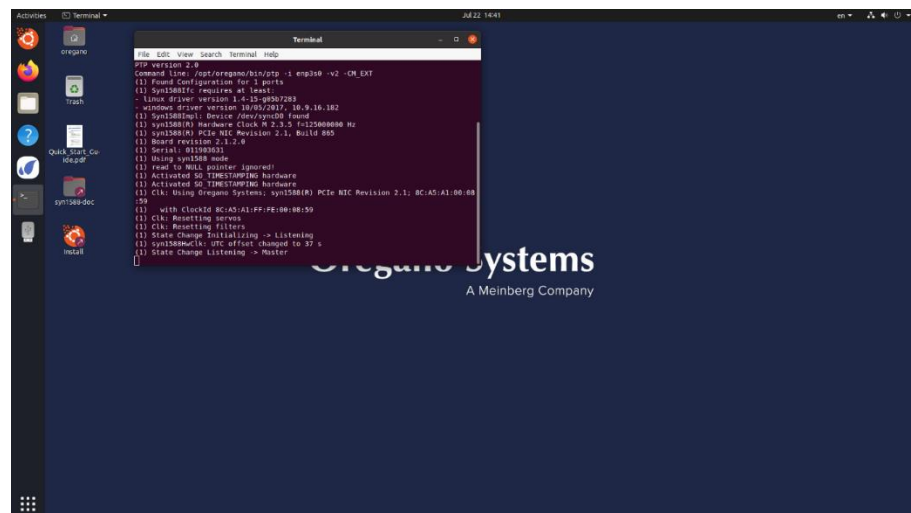 Activities
Terminal
Jul 22 14:41
en
oregano
Trash
Quick_Start_Gu-
ide.pdf
syn1588-doc
Install
Terminal
File Edit View Search Terminal Help
PTP version 2.0
Command line: /opt/oregano/bin/ptp -i enp3s0 -v2 -CM_EXT
(1) Found Configuration for 1 ports
(1) Syn1588Ifc requires at least:
- linux driver version 1.4-15-g05b7283
- windows driver version 10/05/2017, 10.9.16.182
(1) Syn1588Impl: Device /dev/syncD0 found
(1) syn1588(R) Hardware Clock M 2.3.5 f=125000000 Hz
(1) syn1588(R) PCIe NIC Revision 2.1, Build 865
(1) Board revision 2.1.2.0
(1) Serial: 011903631
(1) Using syn1588 mode
(1) read to NULL pointer ignored!
(1) Activated SO_TIMESTAMPING hardware
(1) Activated SO_TIMESTAMPING hardware
(1) Clk: Using Oregano Systems; syn1588(R) PCIe NIC Revision 2.1; 8C:A5:A1:00:08
:59
(1) with ClockId 8C:A5:A1:FF:FE:00:08:59
(1) Clk: Resetting servos
(1) Clk: Resetting filters
(1) State Change Initializing -> Listening
(1) syn1588HwClk: UTC offset changed to 37 s
(1) State Change Listening -> Master
Oregano Systems
A Meinberg Company